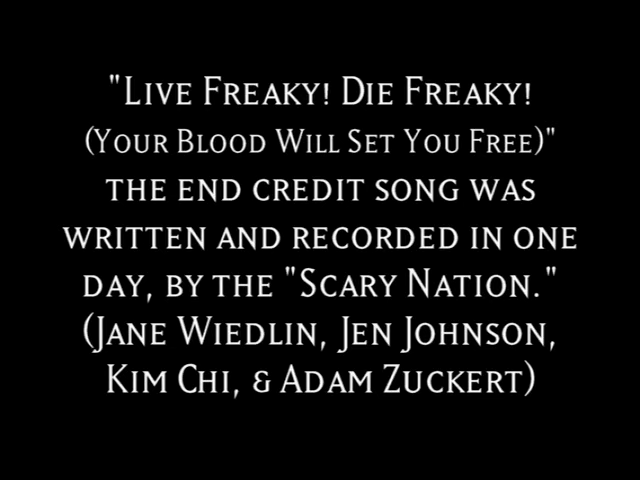 "Live Freaky! Die Freaky!
(Your Blood Will Set You Free)"
the end credit song was
written and recorded in one
day, by the "Scary Nation."
(Jane Wiedlin, Jen Johnson,
Kim Chi, & Adam Zuckert)